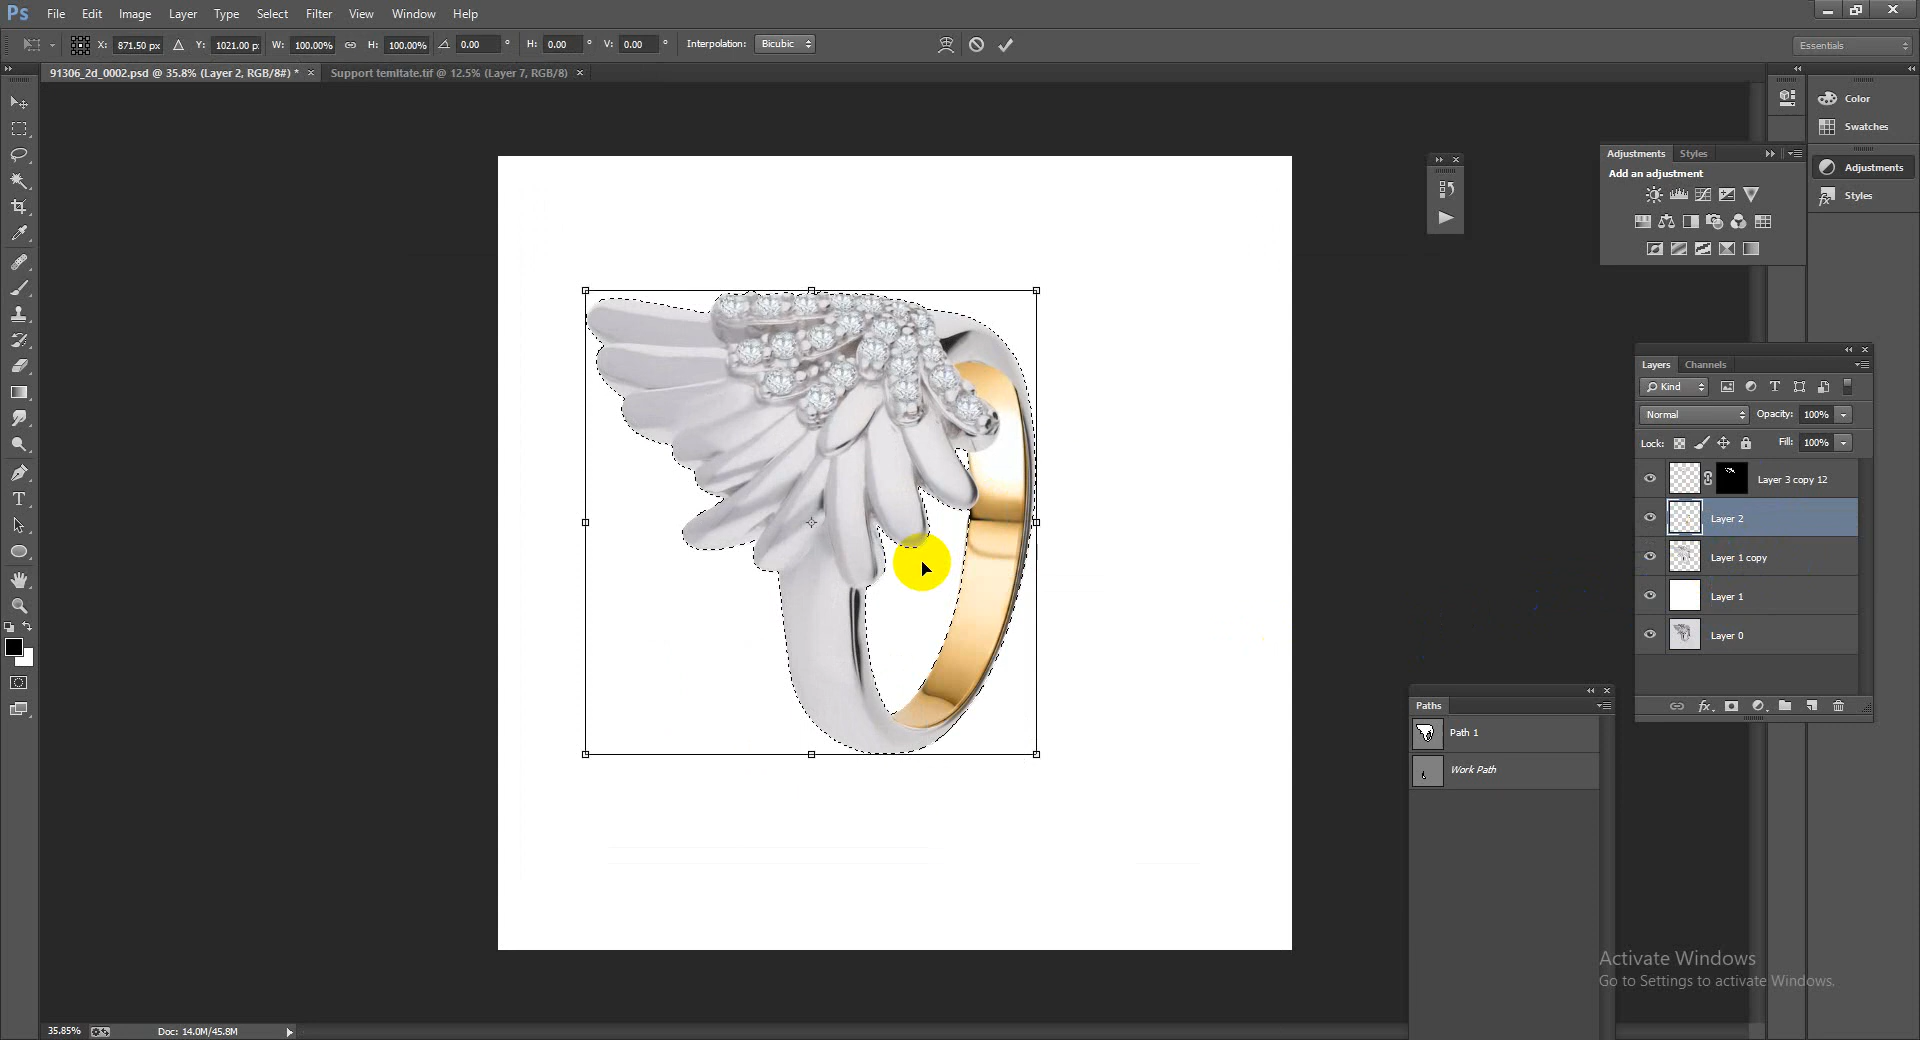 Ps File Edit Image Layer Type Select Filter View Window Help
X: 871.50 px Y: 1021.00 p: W: 100.00% H: 100.00% 0.00 ° H: 0.00 ° V: 0.00 ° Interpolation: Bicubic
Essentials
91306_2d_0002.psd @ 35.8% (Layer 2, RGB/8#) * ×
Support temltate.tif @ 12.5% (Layer 7, RGB/8) ×
Color
Swatches
Adjustments
Styles
Adjustments Styles
Add an adjustment
Layers Channels
Kind
Normal Opacity: 100%
Lock: Fill: 100%
Layer 3 copy 12
Layer 2
Layer 1 copy
Layer 1
Layer 0
fx
Paths
Path 1
Work Path
Activate Windows
Go to Settings to activate Windows.
35.85% Doc: 14.0M/45.8M